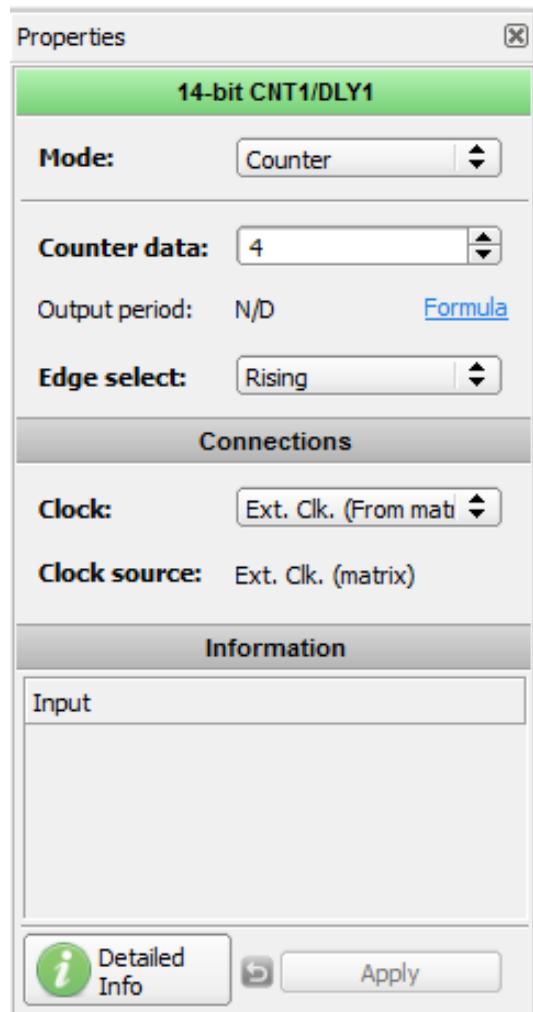 Properties
14-bit CNT1/DLY1
Mode: Counter
Counter data: 4
Output period: N/D Formula
Edge select: Rising
Connections
Clock: Ext. Clk. (From matr
Clock source: Ext. Clk. (matrix)
Information
Input
Detailed
Info
Apply